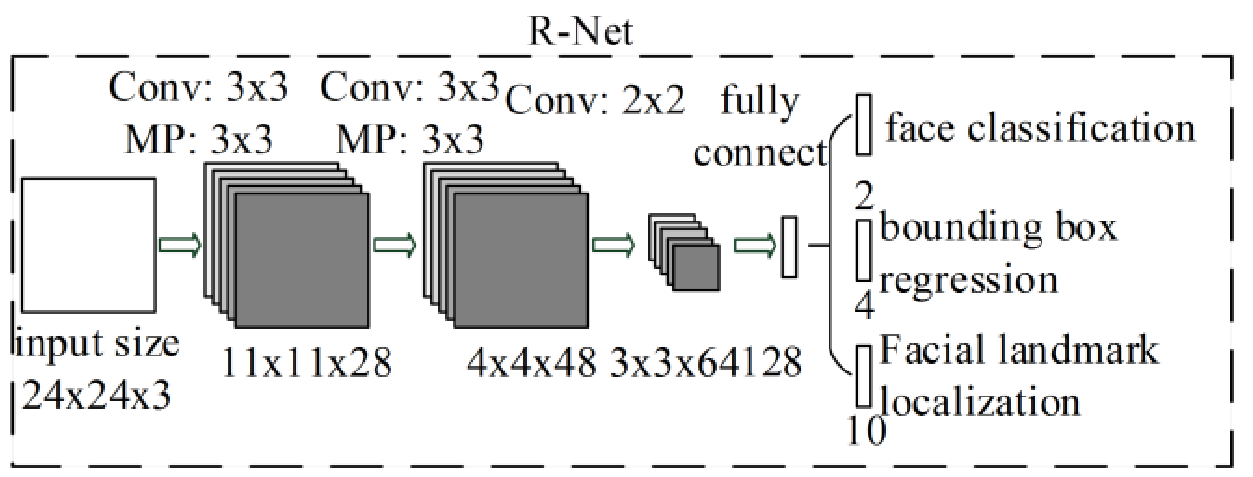 R-Net
Conv: 3x3
MP: 3x3
Conv: 3x3
MP: 3x3
Conv: 2x2
fully
connect
face classification
2
bounding box
regression
4
Facial landmark
localization
10
input size
24x24x3
11x11x28
4x4x48
3x3x64
128